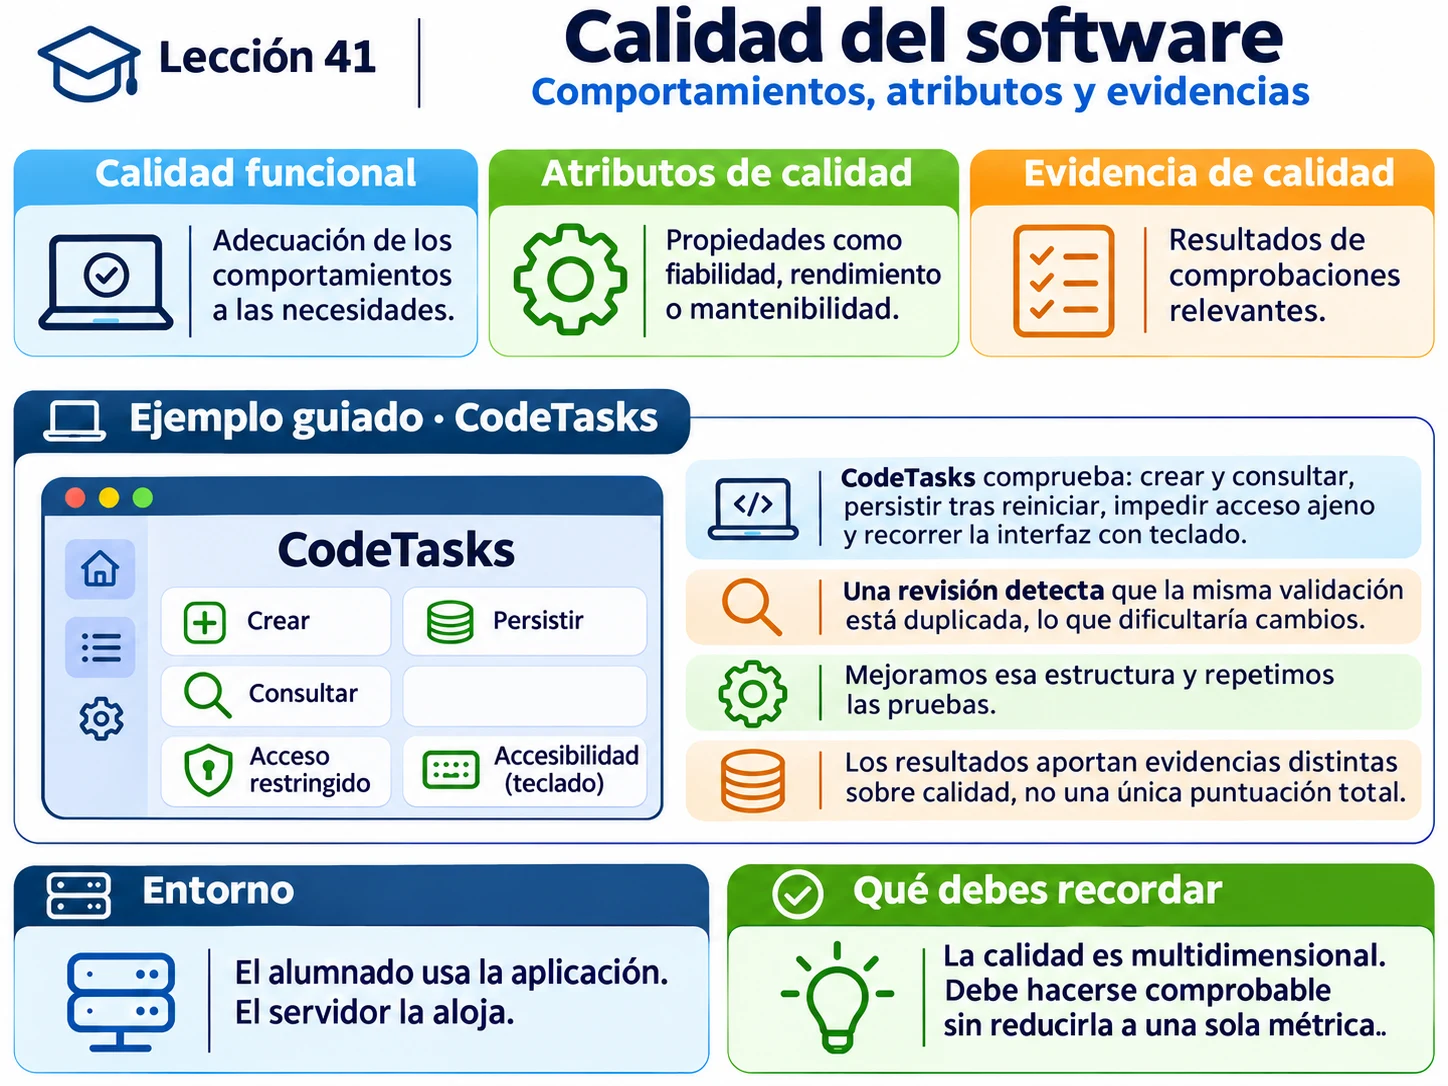 Lección 41
Calidad del software
Comportamientos, atributos y evidencias
Calidad funcional
Adecuación de los
comportamientos
a las necesidades.
Atributos de calidad
Propiedades como
fiabilidad, rendimiento
o mantenibilidad.
Evidencia de calidad
Resultados de
comprobaciones
relevantes.
Ejemplo guiado · CodeTasks
CodeTasks
Crear
Persistir
Consultar
Acceso
restringido
Accesibilidad
(teclado)
</>
CodeTasks comprueba: crear y consultar,
persistir tras reiniciar, impedir acceso ajeno
y recorrer la interfaz con teclado.
Una revisión detecta que la misma validación
está duplicada, lo que dificultaría cambios.
Mejoramos esa estructura y repetimos
las pruebas.
Los resultados aportan evidencias distintas
sobre calidad, no una única puntuación total.
Entorno
El alumnado usa la aplicación.
El servidor la aloja.
Qué debes recordar
La calidad es multidimensional.
Debe hacerse comprobable
sin reducirla a una sola métrica..